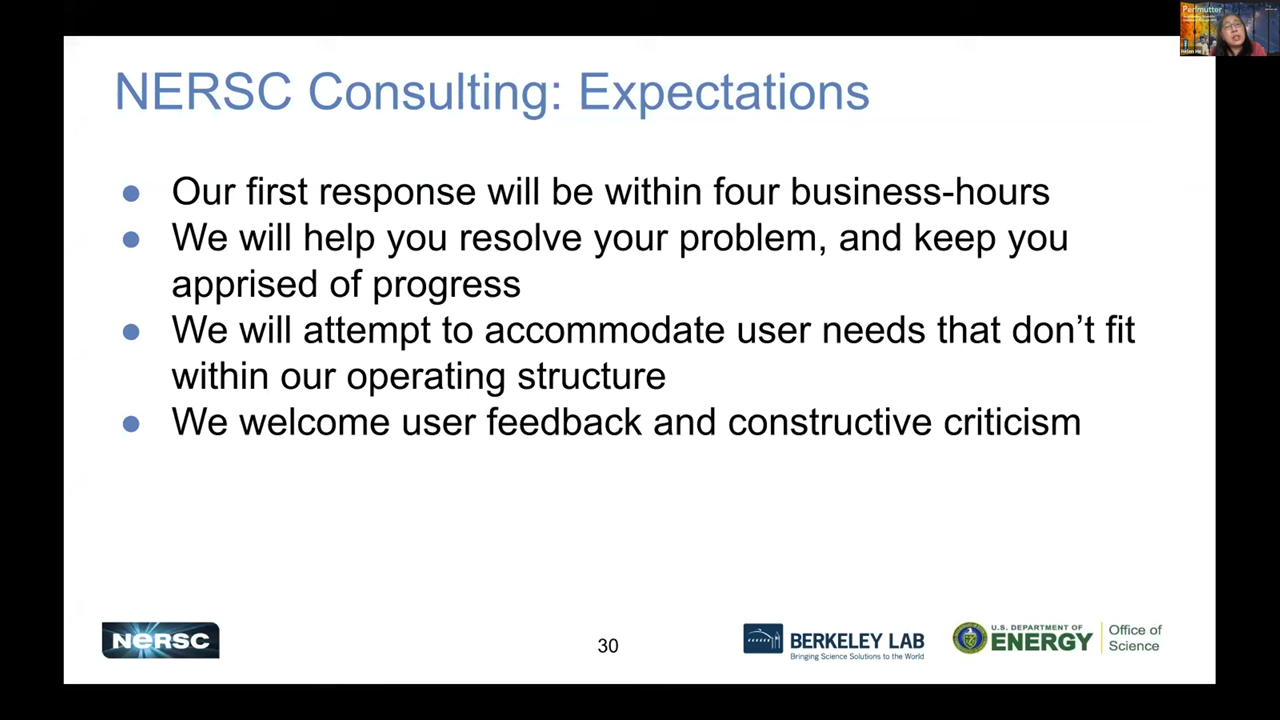 Perlmutter
NERSC Consulting: Expectations
● Our first response will be within four business-hours
● We will help you resolve your problem, and keep you
apprised of progress
● We will attempt to accommodate user needs that don’t fit
within our operating structure
● We welcome user feedback and constructive criticism
NERSC
30
BERKELEY LAB
Bringing Science Solutions to the World
U.S. DEPARTMENT OF
ENERGY
Office of
Science